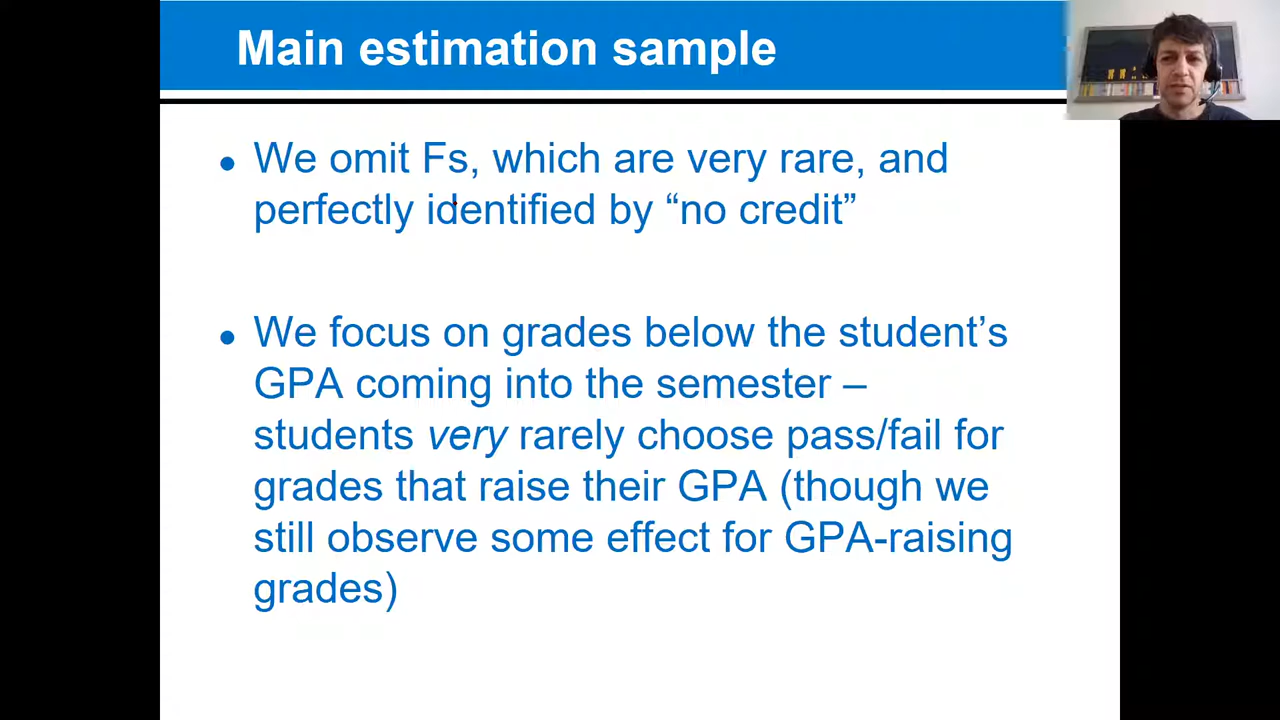 Main estimation sample
• We omit Fs, which are very rare, and
perfectly identified by “no credit”
• We focus on grades below the student’s
GPA coming into the semester –
students very rarely choose pass/fail for
grades that raise their GPA (though we
still observe some effect for GPA-raising
grades)